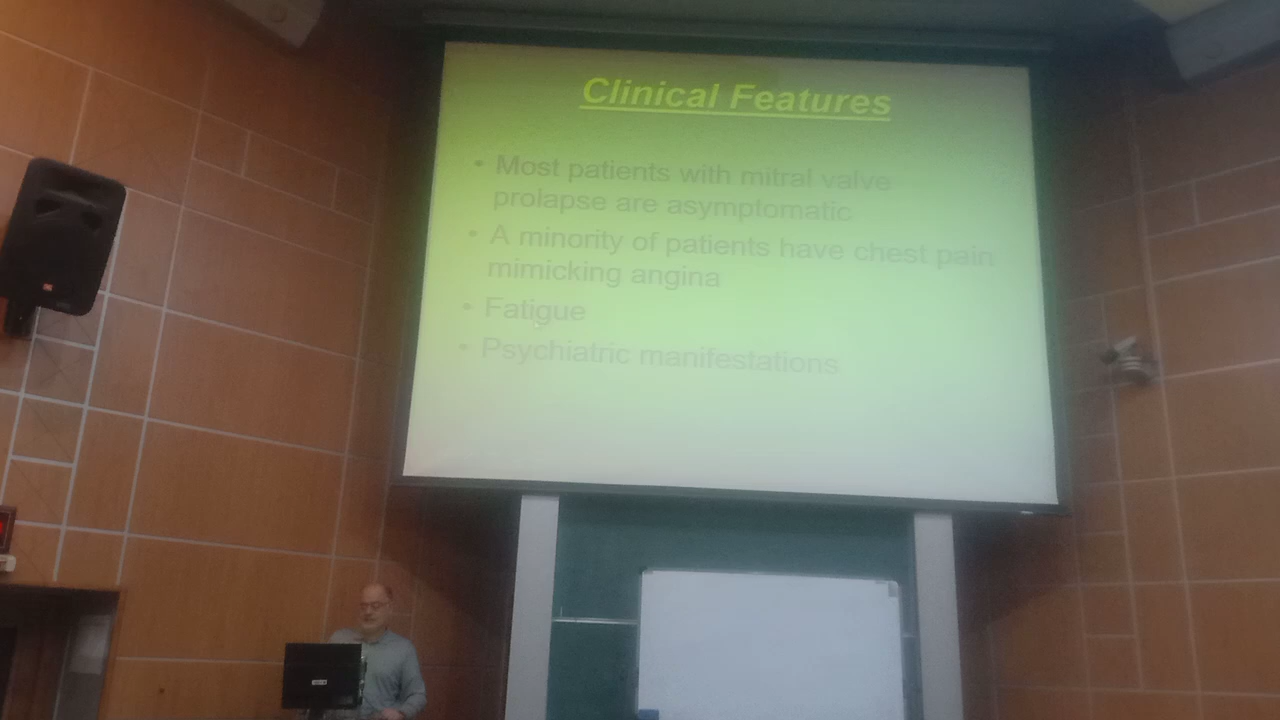 Clinical Features
• Most patients with mitral valve
prolapse are asymptomatic
• A minority of patients have chest pain
mimicking angina
• Fatigue
• Psychiatric manifestations